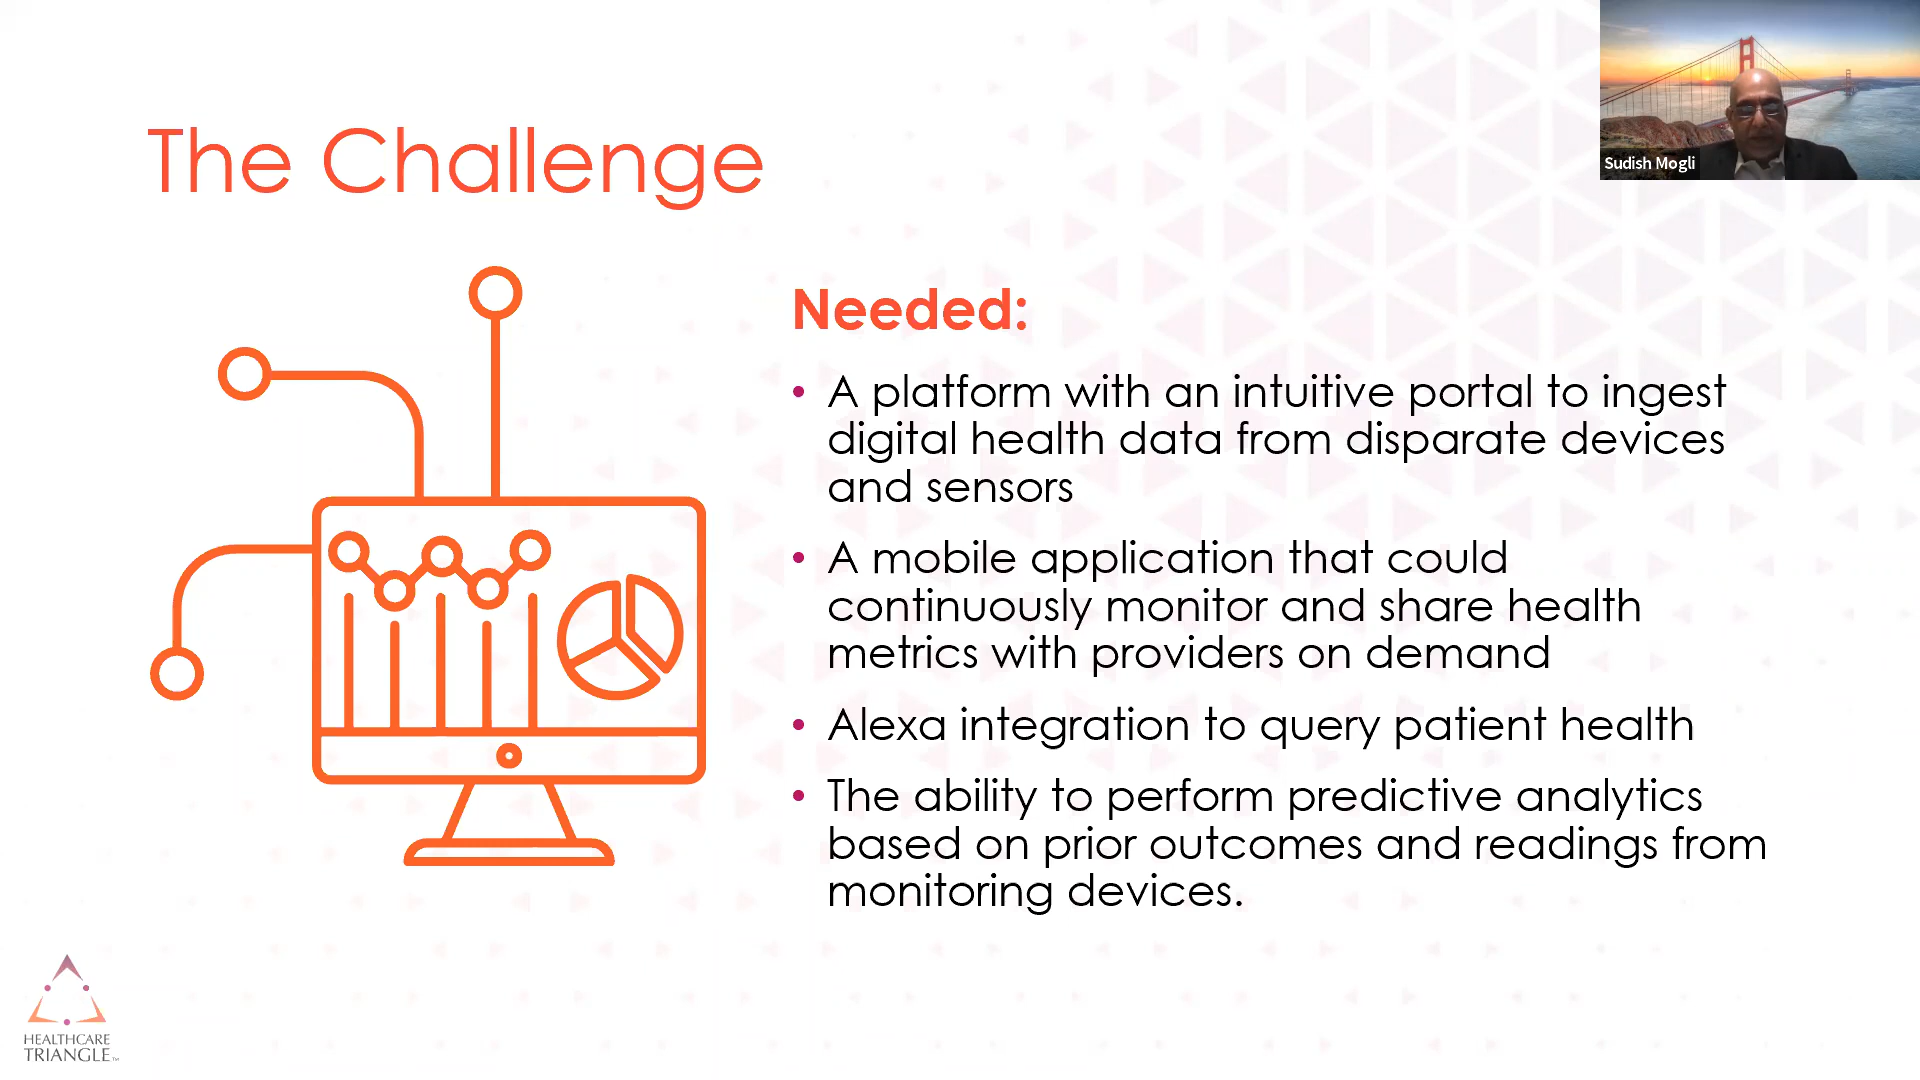 Sudish Mogli
The Challenge
Needed:
• A platform with an intuitive portal to ingest
digital health data from disparate devices
and sensors
• A mobile application that could
continuously monitor and share health
metrics with providers on demand
• Alexa integration to query patient health
• The ability to perform predictive analytics
based on prior outcomes and readings from
monitoring devices.
HEALTHCARE
TRIANGLE™